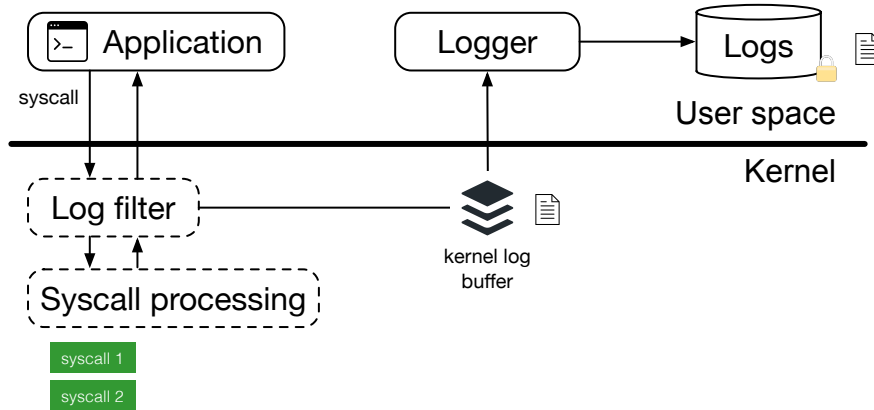 Application
Logger
Logs
syscall
User space
Kernel
Log filter
kernel log
buffer
Syscall processing
syscall 1
syscall 2